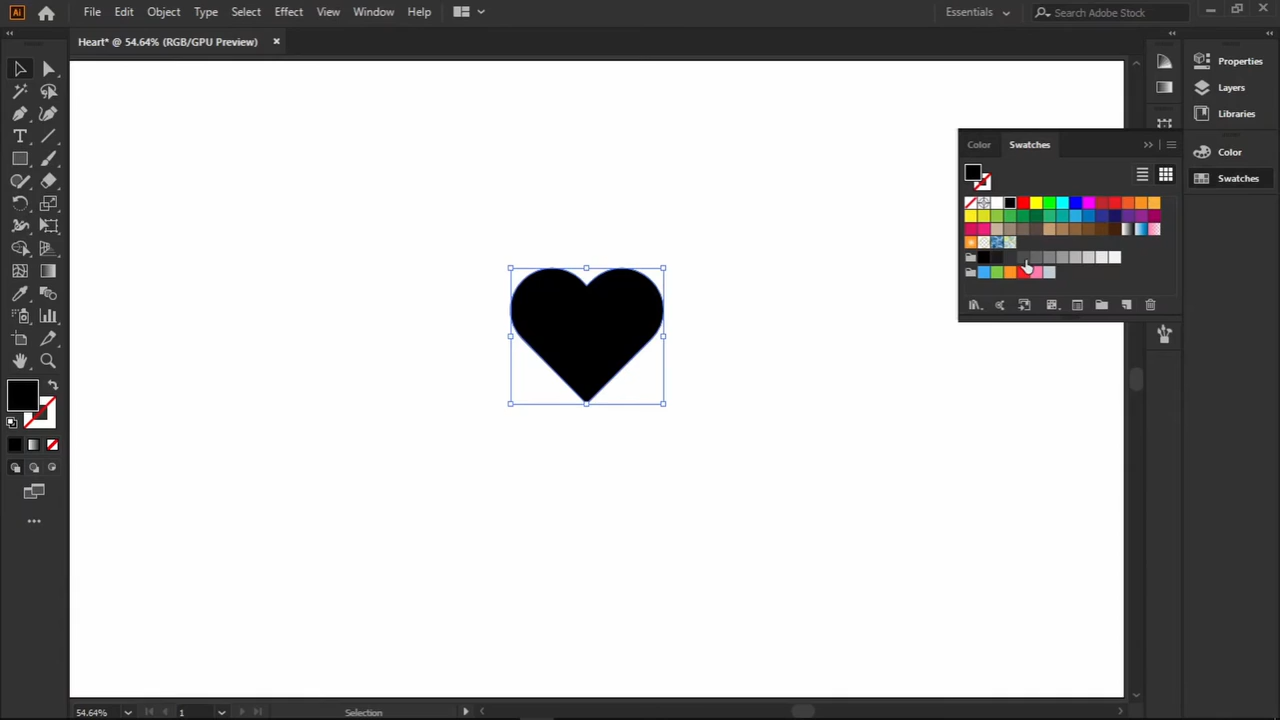 Ai
File Edit Object Type Select Effect View Window Help
Essentials
Search Adobe Stock
Heart* @ 54.64% (RGB/GPU Preview)
Properties
Layers
Libraries
Color
Swatches
Color
Swatches
54.64%
1
Selection